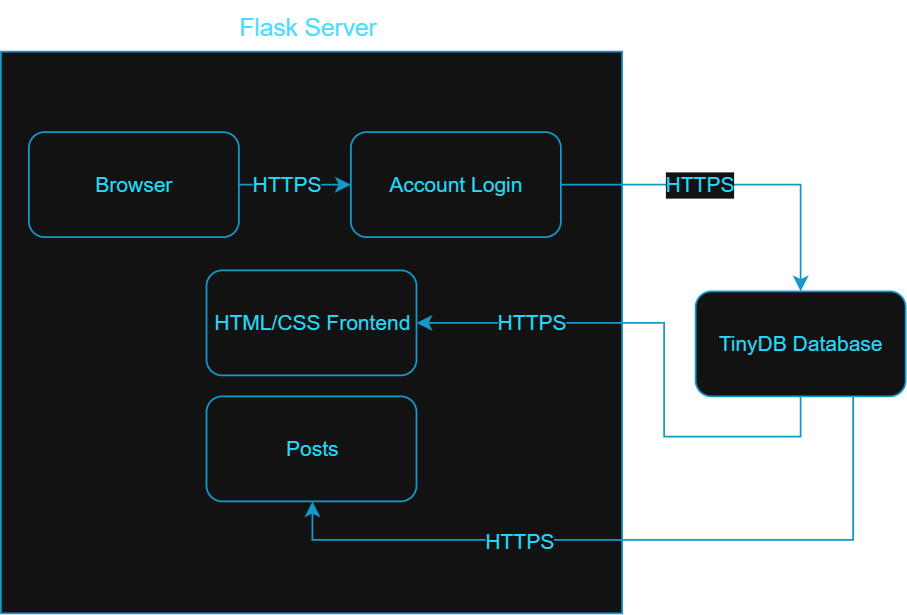 Flask Server
Browser
HTTPS
Account Login
HTTPS
HTML/CSS Frontend
HTTPS
TinyDB Database
Posts
HTTPS